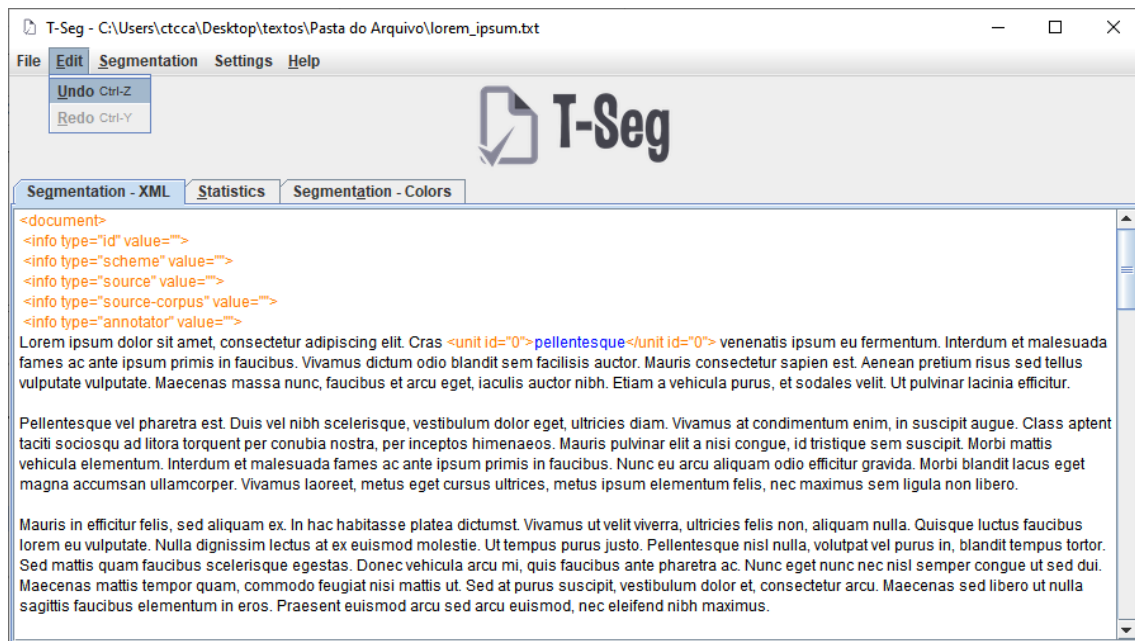 T-Seg - C:\Users\ctcca\Desktop\textos\Pasta do Arquivo\lorem_ipsum.txt
File Edit Segmentation Settings Help
Undo Ctrl-Z
Redo Ctrl-Y
T-Seg
Segmentation - XML Statistics Segmentation - Colors
<document>
<info type="id" value="">
<info type="scheme" value="">
<info type="source" value="">
<info type="source-corpus" value="">
<info type="annotator" value="">
Lorem ipsum dolor sit amet, consectetur adipiscing elit. Cras <unit id="0">pellentesque</unit id="0"> venenatis ipsum eu fermentum. Interdum et malesuada
fames ac ante ipsum primis in faucibus. Vivamus dictum odio blandit sem facilisis auctor. Mauris consectetur sapien est. Aenean pretium risus sed tellus
vulputate vulputate. Maecenas massa nunc, faucibus et arcu eget, iaculis auctor nibh. Etiam a vehicula purus, et sodales velit. Ut pulvinar lacinia efficitur.
Pellentesque vel pharetra est. Duis vel nibh scelerisque, vestibulum dolor eget, ultricies diam. Vivamus at condimentum enim, in suscipit augue. Class aptent
taciti sociosqu ad litora torquent per conubia nostra, per inceptos himenaeos. Mauris pulvinar elit a nisi congue, id tristique sem suscipit. Morbi mattis
vehicula elementum. Interdum et malesuada fames ac ante ipsum primis in faucibus. Nunc eu arcu aliquam odio efficitur gravida. Morbi blandit lacus eget
magna accumsan ullamcorper. Vivamus laoreet, metus eget cursus ultrices, metus ipsum elementum felis, nec maximus sem ligula non libero.
Mauris in efficitur felis, sed aliquam ex. In hac habitasse platea dictumst. Vivamus ut velit viverra, ultricies felis non, aliquam nulla. Quisque luctus faucibus
lorem eu vulputate. Nulla dignissim lectus at ex euismod molestie. Ut tempus purus justo. Pellentesque nisl nulla, volutpat vel purus in, blandit tempus tortor.
Sed mattis quam faucibus scelerisque egestas. Donec vehicula arcu mi, quis faucibus ante pharetra ac. Nunc eget nunc nec nisl semper congue ut sed dui.
Maecenas mattis tempor quam, commodo feugiat nisi mattis ut. Sed at purus suscipit, vestibulum dolor et, consectetur arcu. Maecenas sed libero ut nulla
sagittis faucibus elementum in eros. Praesent euismod arcu sed arcu euismod, nec eleifend nibh maximus.